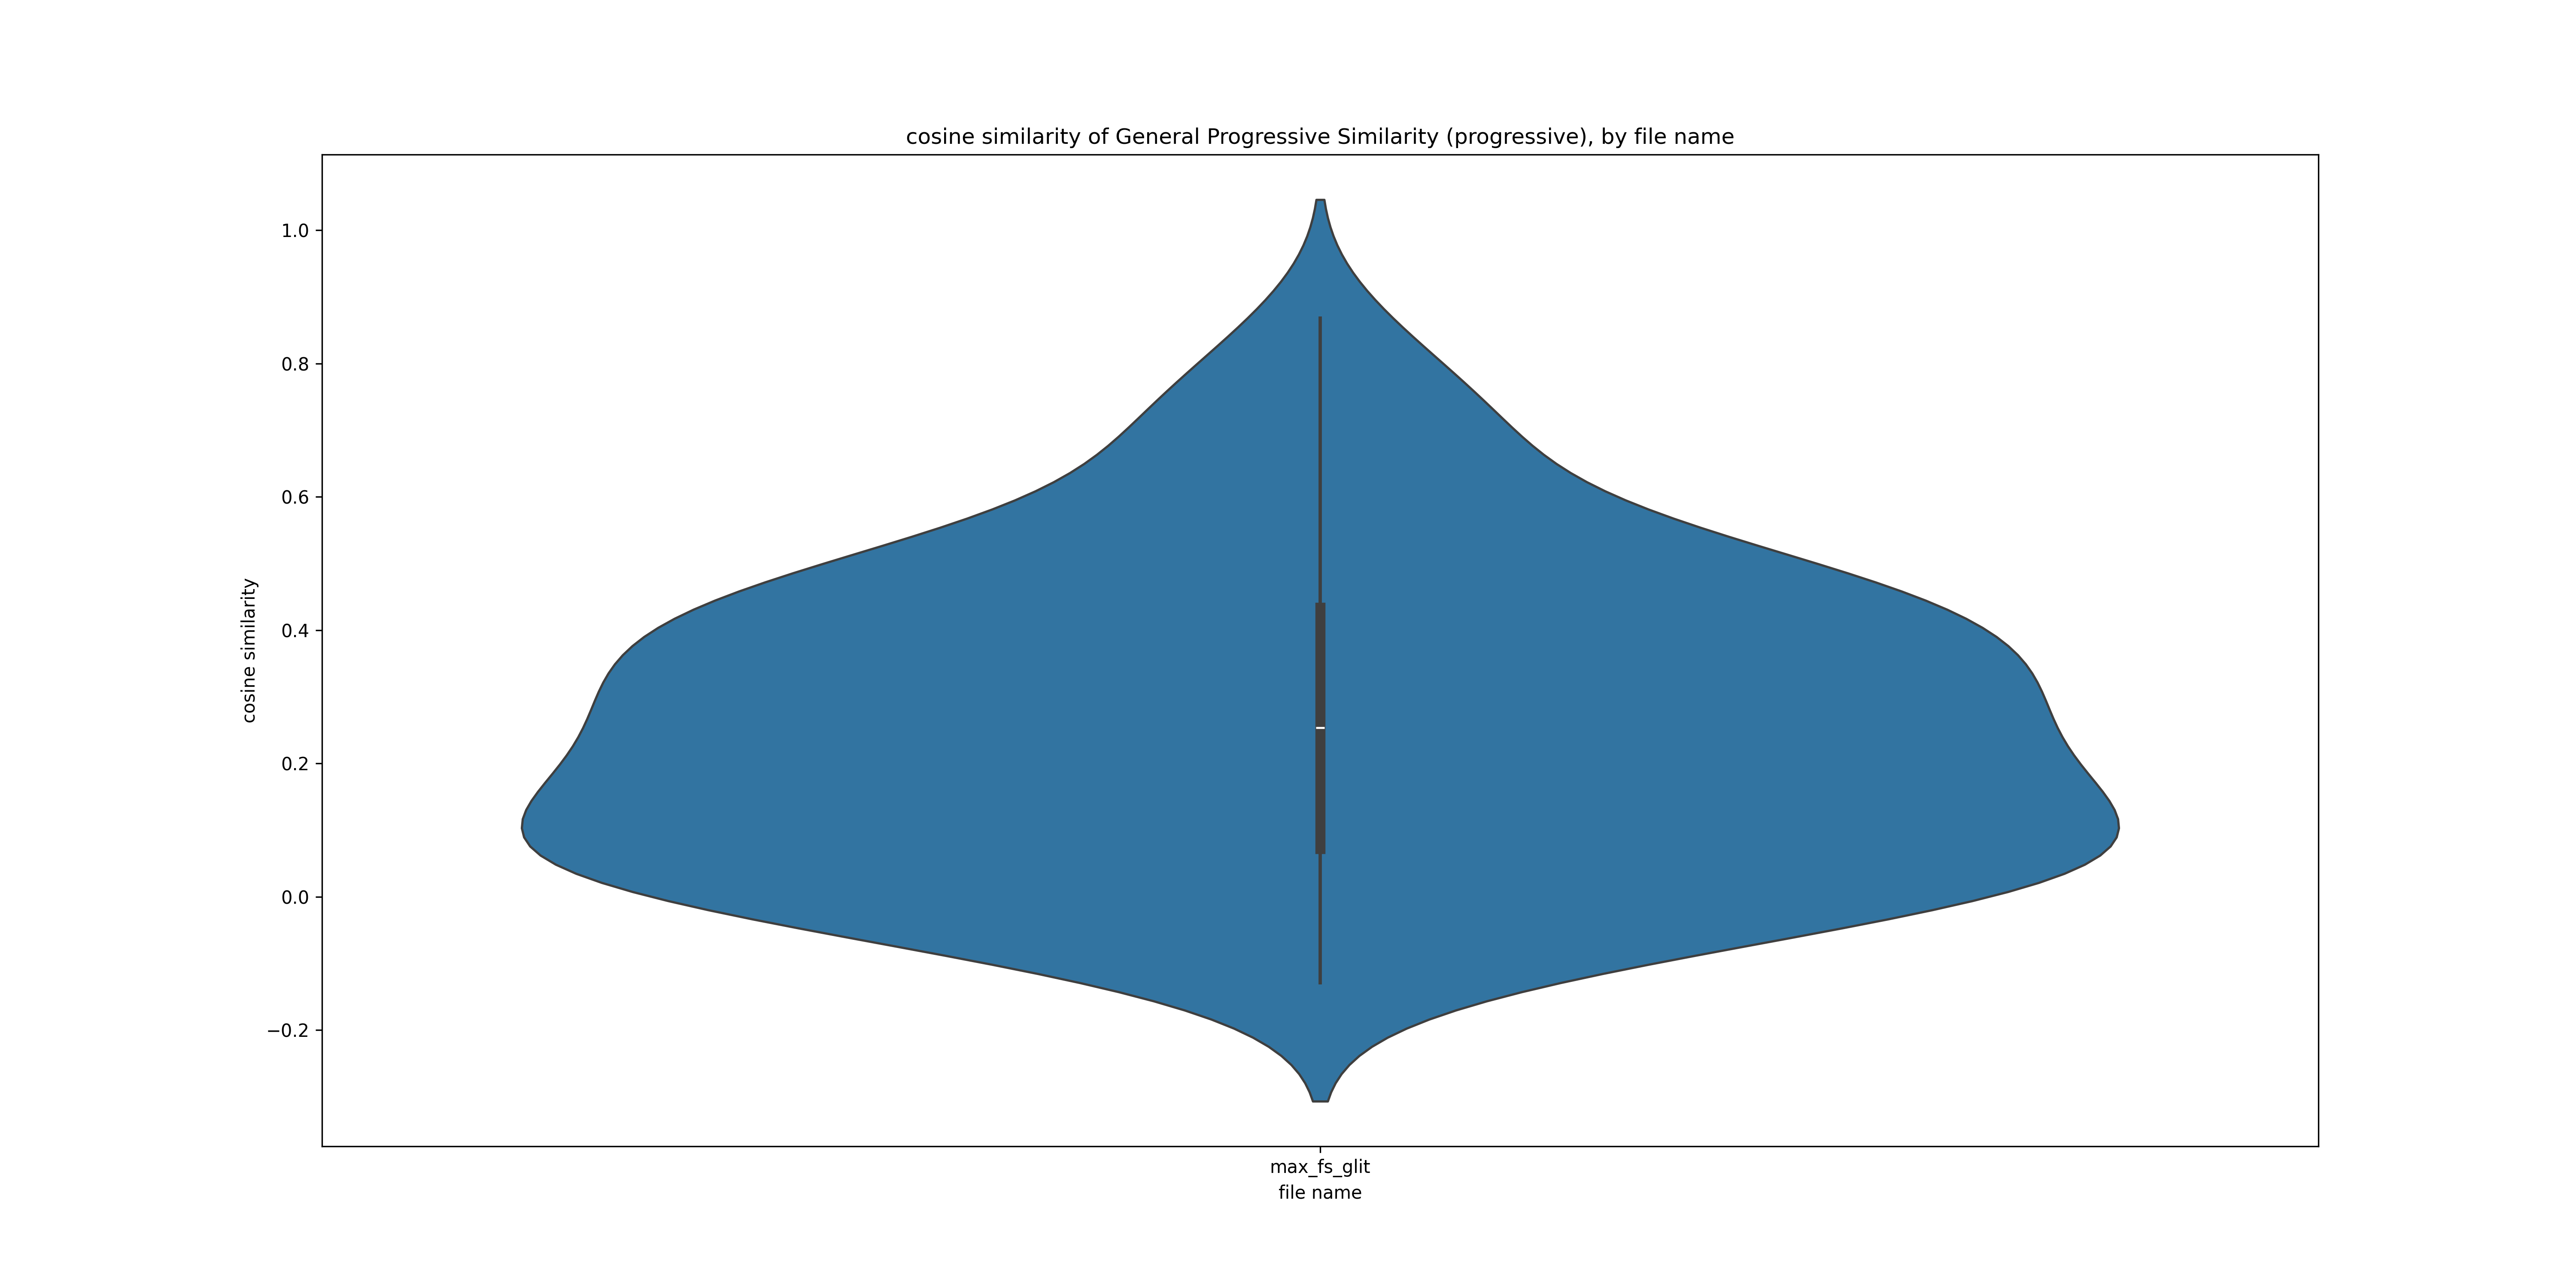 cosine similarity of General Progressive Similarity (progressive), by file name
1.0
0.8
0.6
0.4
0.2
0.0
−0.2
cosine similarity
max_fs_glit
file name